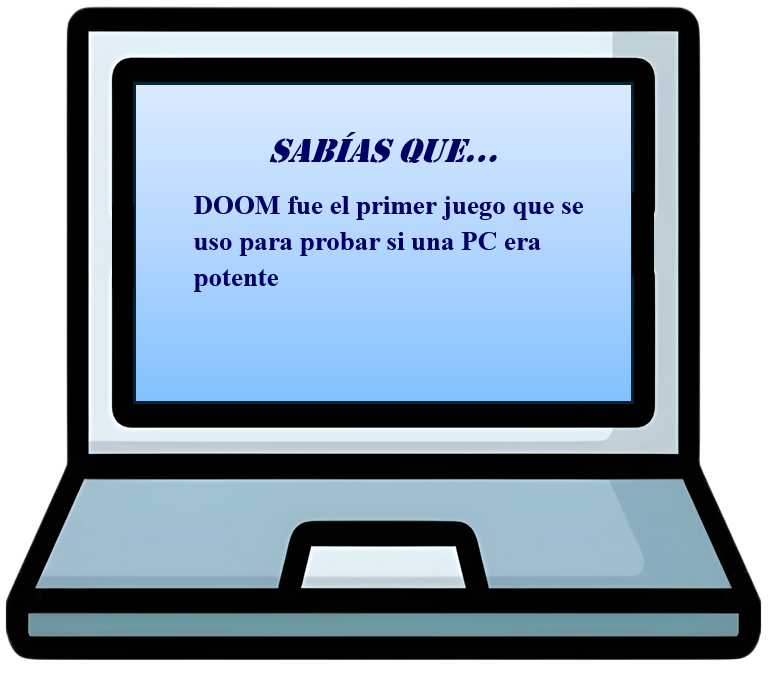 SABÍAS QUE...
DOOM fue el primer juego que se
uso para probar si una PC era
potente